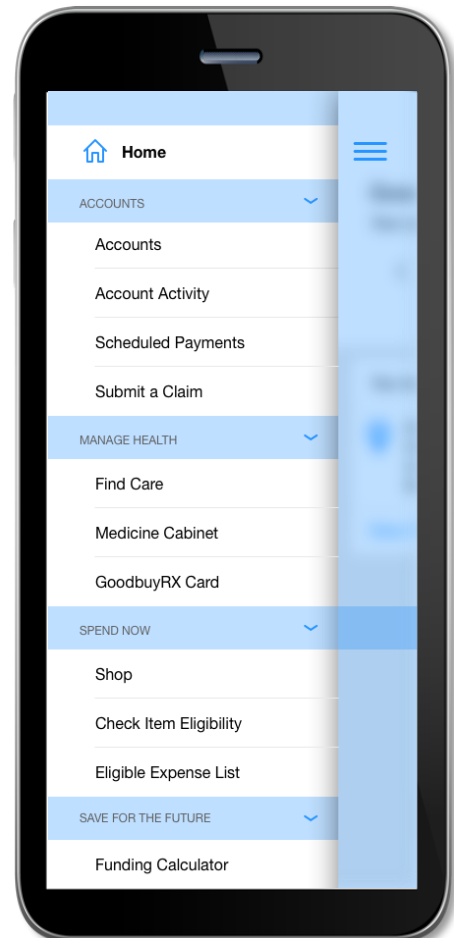 Home
ACCOUNTS
Accounts
Account Activity
Scheduled Payments
Submit a Claim
MANAGE HEALTH
Find Care
Medicine Cabinet
GoodbuyRX Card
SPEND NOW
Shop
Check Item Eligibility
Eligible Expense List
SAVE FOR THE FUTURE
Funding Calculator